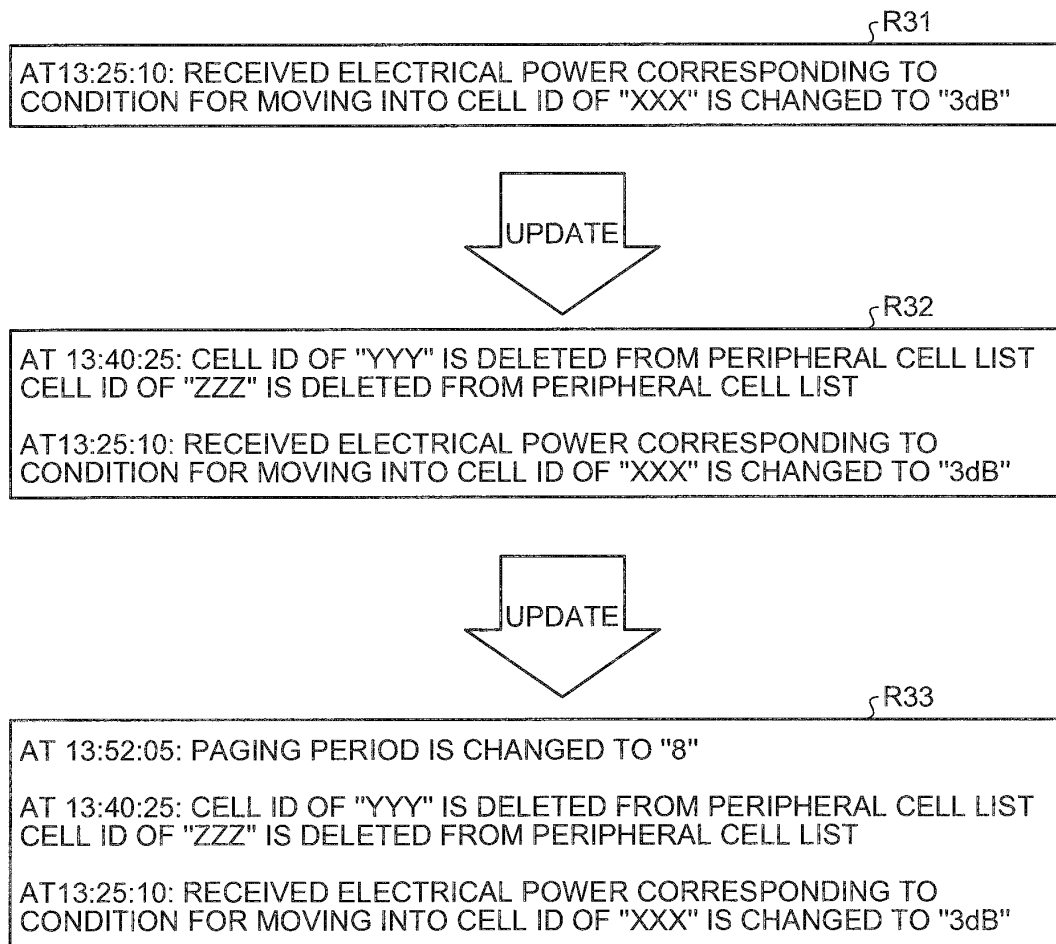 R31
AT13:25:10: RECEIVED ELECTRICAL POWER CORRESPONDING TO
CONDITION FOR MOVING INTO CELL ID OF "XXX" IS CHANGED TO "3dB"
UPDATE
R32
AT 13:40:25: CELL ID OF "YYY" IS DELETED FROM PERIPHERAL CELL LIST
CELL ID OF "ZZZ" IS DELETED FROM PERIPHERAL CELL LIST
AT13:25:10: RECEIVED ELECTRICAL POWER CORRESPONDING TO
CONDITION FOR MOVING INTO CELL ID OF "XXX" IS CHANGED TO "3dB"
UPDATE
R33
AT 13:52:05: PAGING PERIOD IS CHANGED TO "8"
AT 13:40:25: CELL ID OF "YYY" IS DELETED FROM PERIPHERAL CELL LIST
CELL ID OF "ZZZ" IS DELETED FROM PERIPHERAL CELL LIST
AT13:25:10: RECEIVED ELECTRICAL POWER CORRESPONDING TO
CONDITION FOR MOVING INTO CELL ID OF "XXX" IS CHANGED TO "3dB"